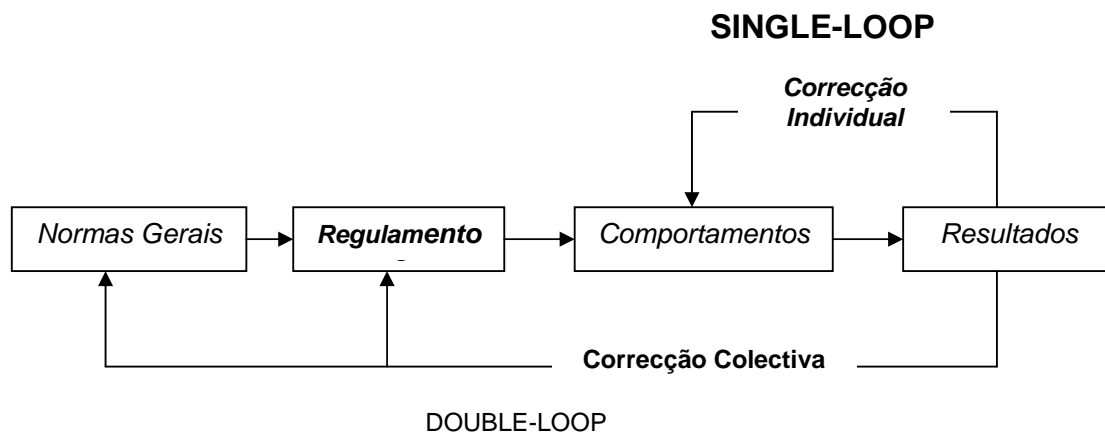 SINGLE-LOOP
Correcção
Individual
Normas Gerais
Regulamento
Comportamentos
Resultados
Correcção Colectiva
DOUBLE-LOOP